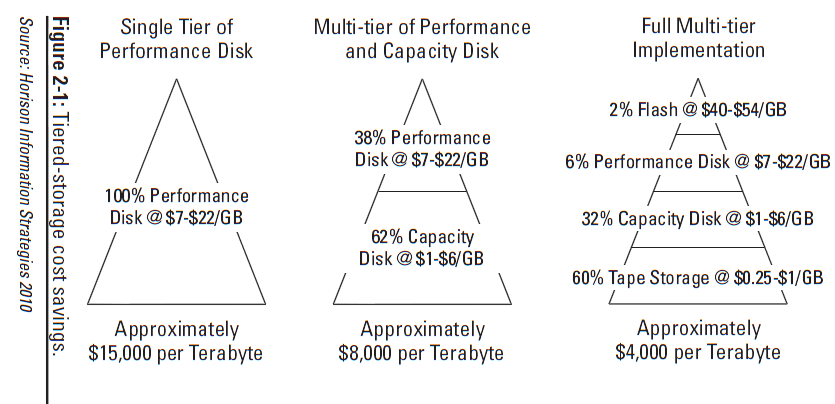 Figure 2-1: Tiered-storage cost savings.
Source: Horison Information Strategies 2010
Single Tier of
Performance Disk
100% Performance
Disk @ $7-$22/GB
Approximately
$15,000 per Terabyte
Multi-tier of Performance
and Capacity Disk
38% Performance
Disk @ $7-$22/GB
62% Capacity
Disk @ $1-$6/GB
Approximately
$8,000 per Terabyte
Full Multi-tier
Implementation
2% Flash @ $40-$54/GB
6% Performance Disk @ $7-$22/GB
32% Capacity Disk @ $1-$6/GB
60% Tape Storage @ $0.25-$1/GB
Approximately
$4,000 per Terabyte